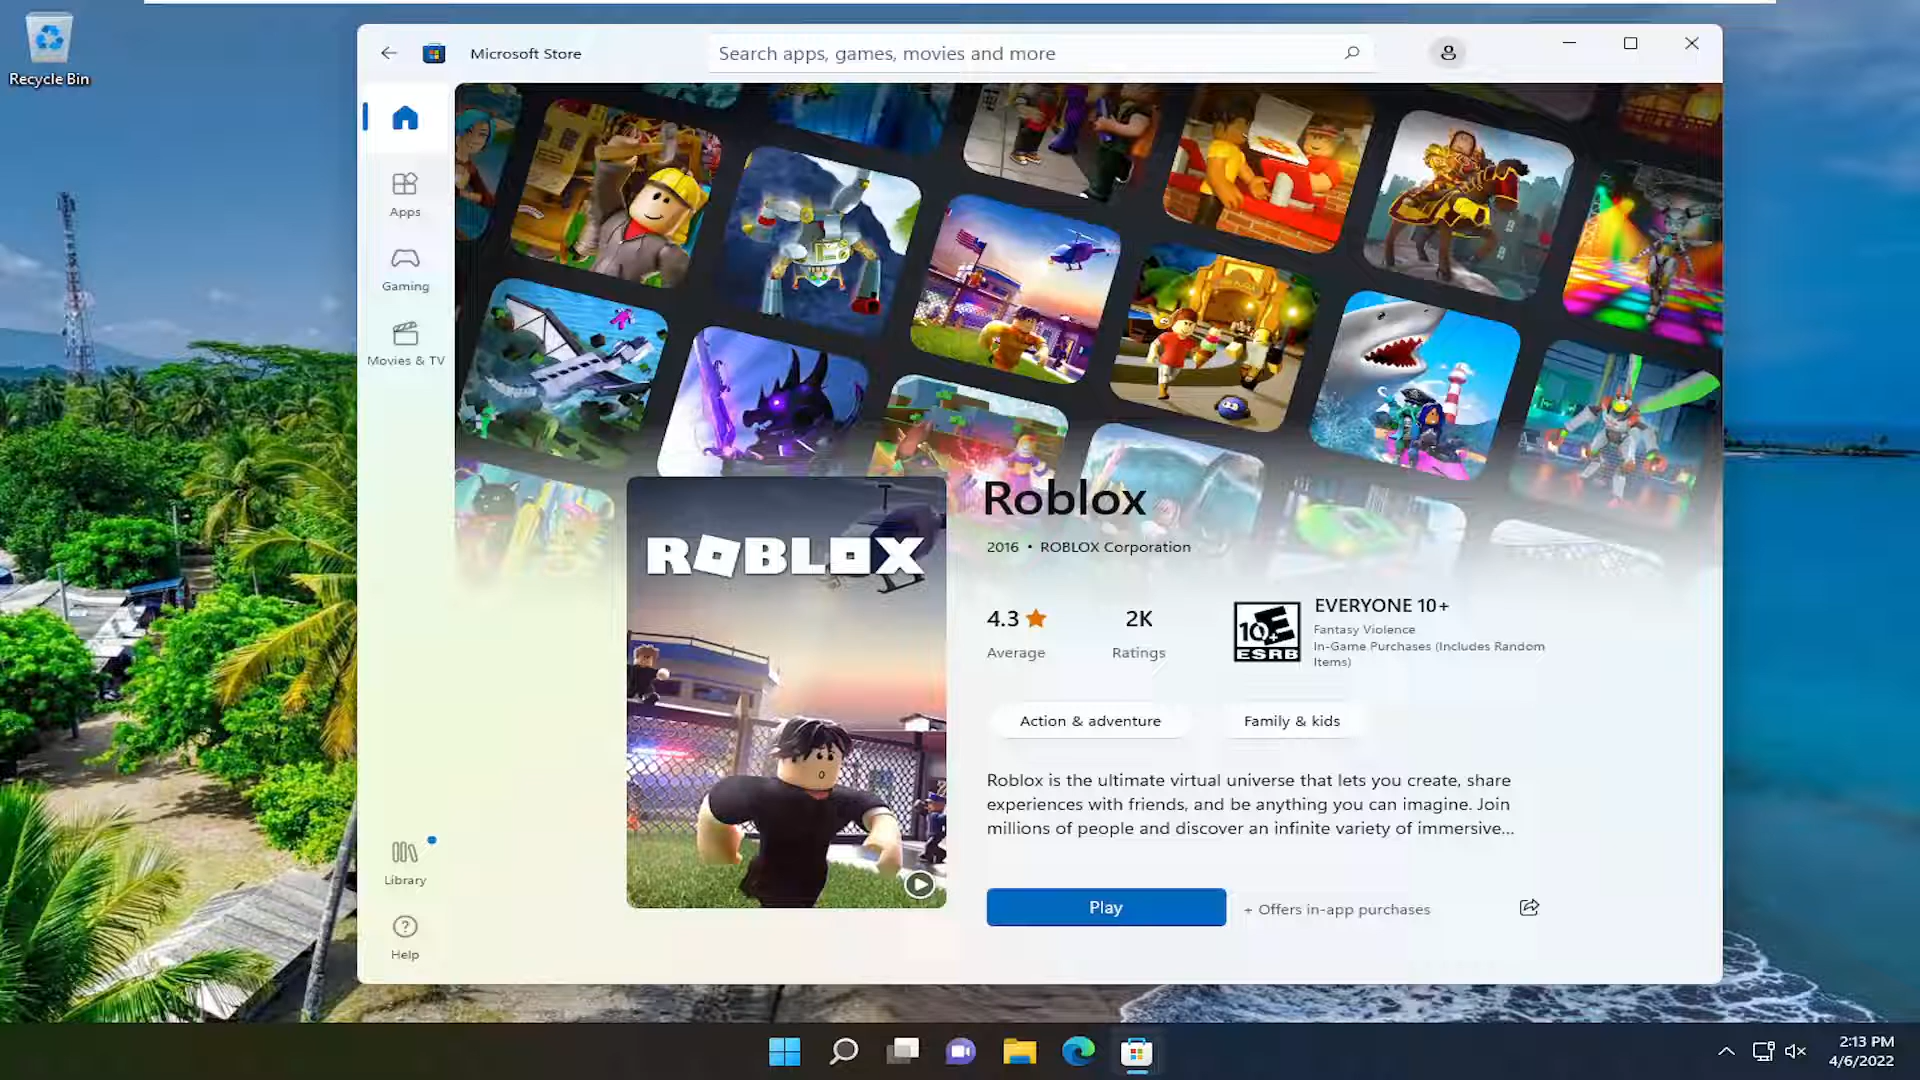 Recycle Bin
Microsoft Store
Search apps, games, movies and more
Apps
Gaming
Movies & TV
Library
Help
ROBLOX
Roblox
2016 • ROBLOX Corporation
4.3
Average
2K
Ratings
10+
E
ESRB
EVERYONE 10+
Fantasy Violence
In-Game Purchases (Includes Random
Items)
Action & adventure
Family & kids
Roblox is the ultimate virtual universe that lets you create, share
experiences with friends, and be anything you can imagine. Join
millions of people and discover an infinite variety of immersive...
Play
+ Offers in-app purchases
2:13 PM
4/6/2022